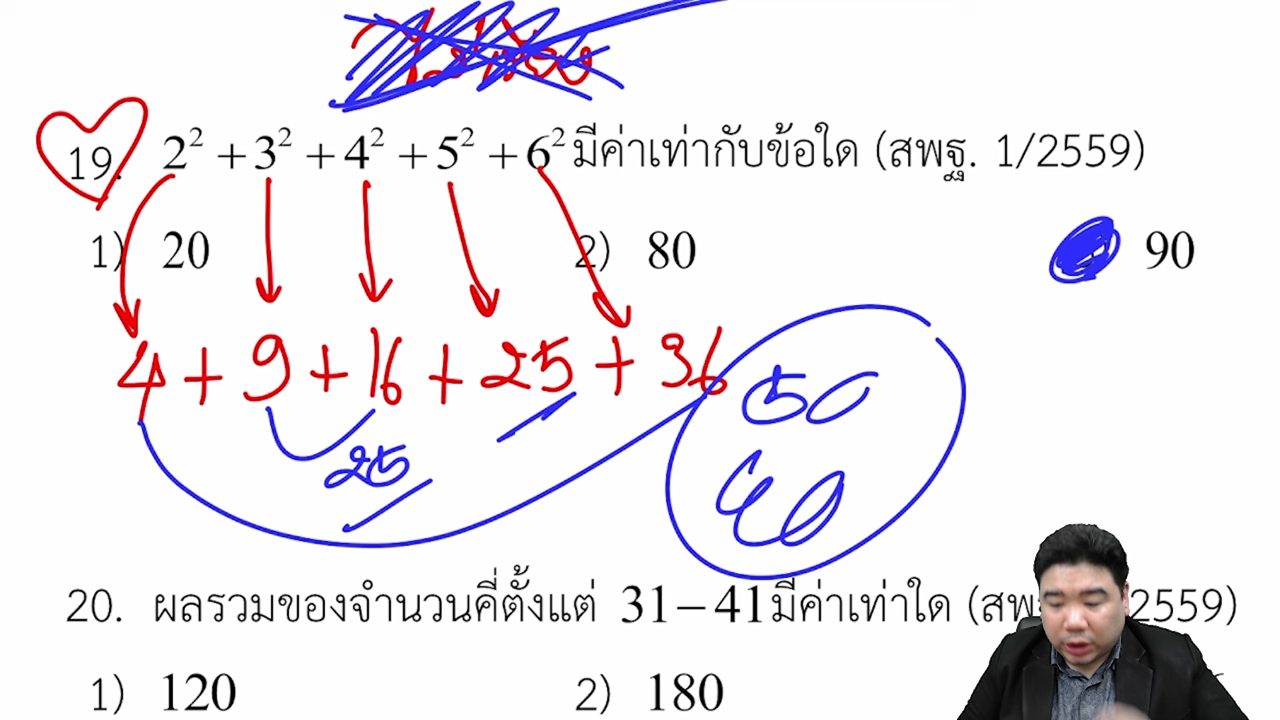 19. 2² + 3² + 4² + 5² + 6² มีค่าเท่ากับข้อใด (สพฐ. 1/2559)
1) 20 2) 80 90
4 + 9 + 16 + 25 + 36
50
25
40
20. ผลรวมของจำนวนคี่ตั้งแต่ 31−41 มีค่าเท่าใด (สพ 2559)
1) 120 2) 180